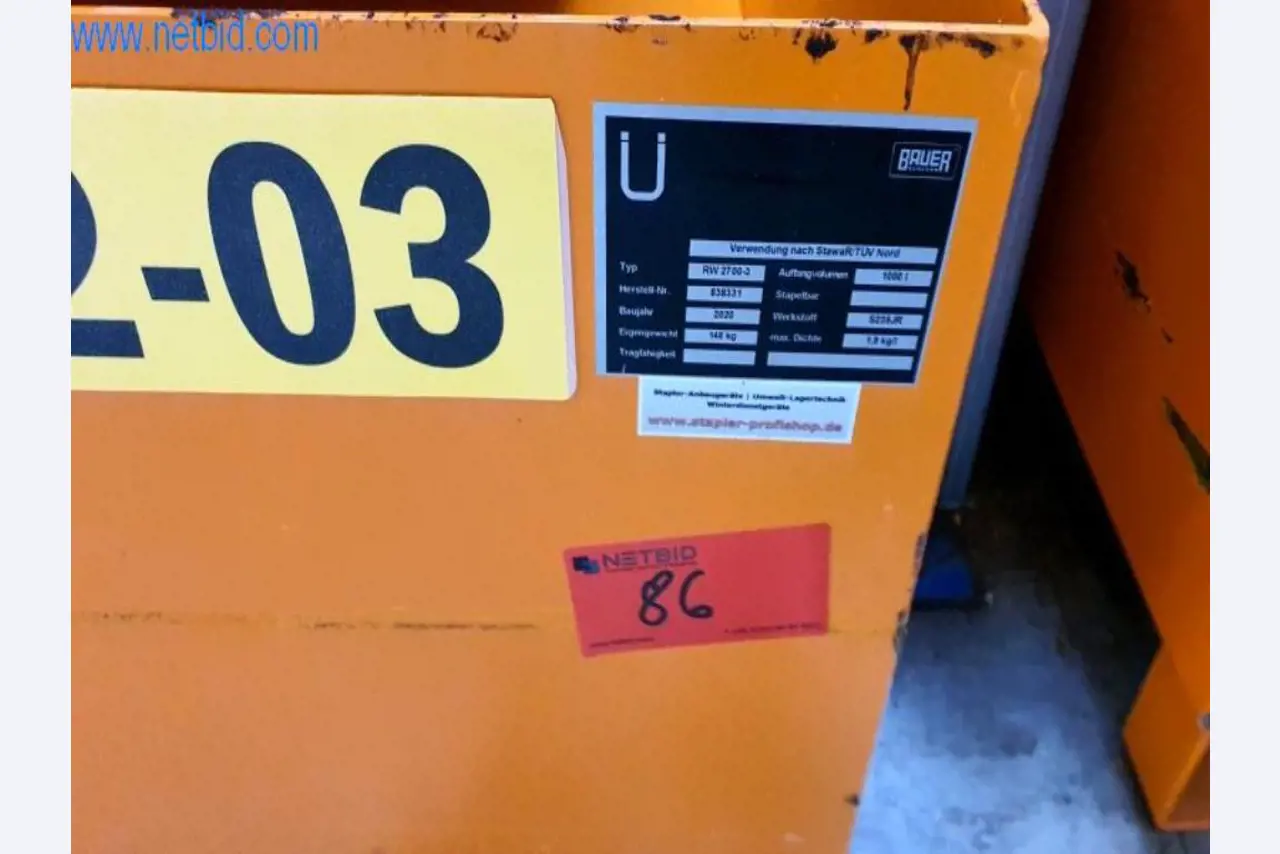 www.netbid.com
2-03
Ü
BAUER
Verwendung nach StawaR/TÜV Nord
Typ RW 2700-3 Auffangvolumen 1000 l
Herstell-Nr. 838331 Stapelbar
Baujahr 2020 Werkstoff S235JR
Eigengewicht 148 kg max. Dichte 1,8 kg/l
Tragfähigkeit
Stapler-Anbaugeräte | Umwelt-Lagertechnik
Winterdienstgeräte
www.stapler-profishop.de
NETBID
86